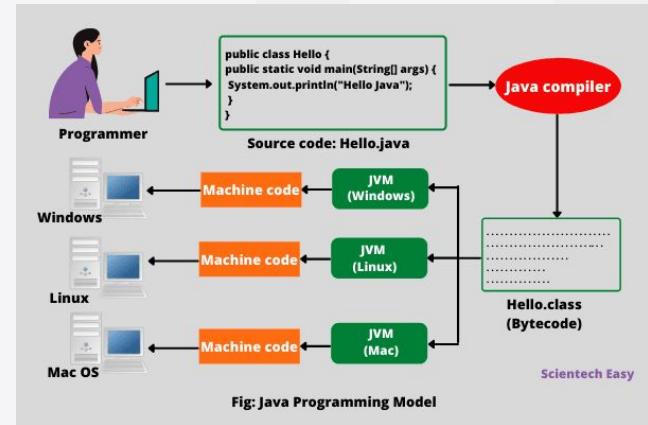 public class Hello {
public static void main(String[] args) {
System.out.println("Hello Java");
}
}
Programmer
Source code: Hello.java
Java compiler
Windows
Machine code
JVM
(Windows)
Linux
Machine code
JVM
(Linux)
Hello.class
(Bytecode)
Mac OS
Machine code
JVM
(Mac)
Scientech Easy
Fig: Java Programming Model